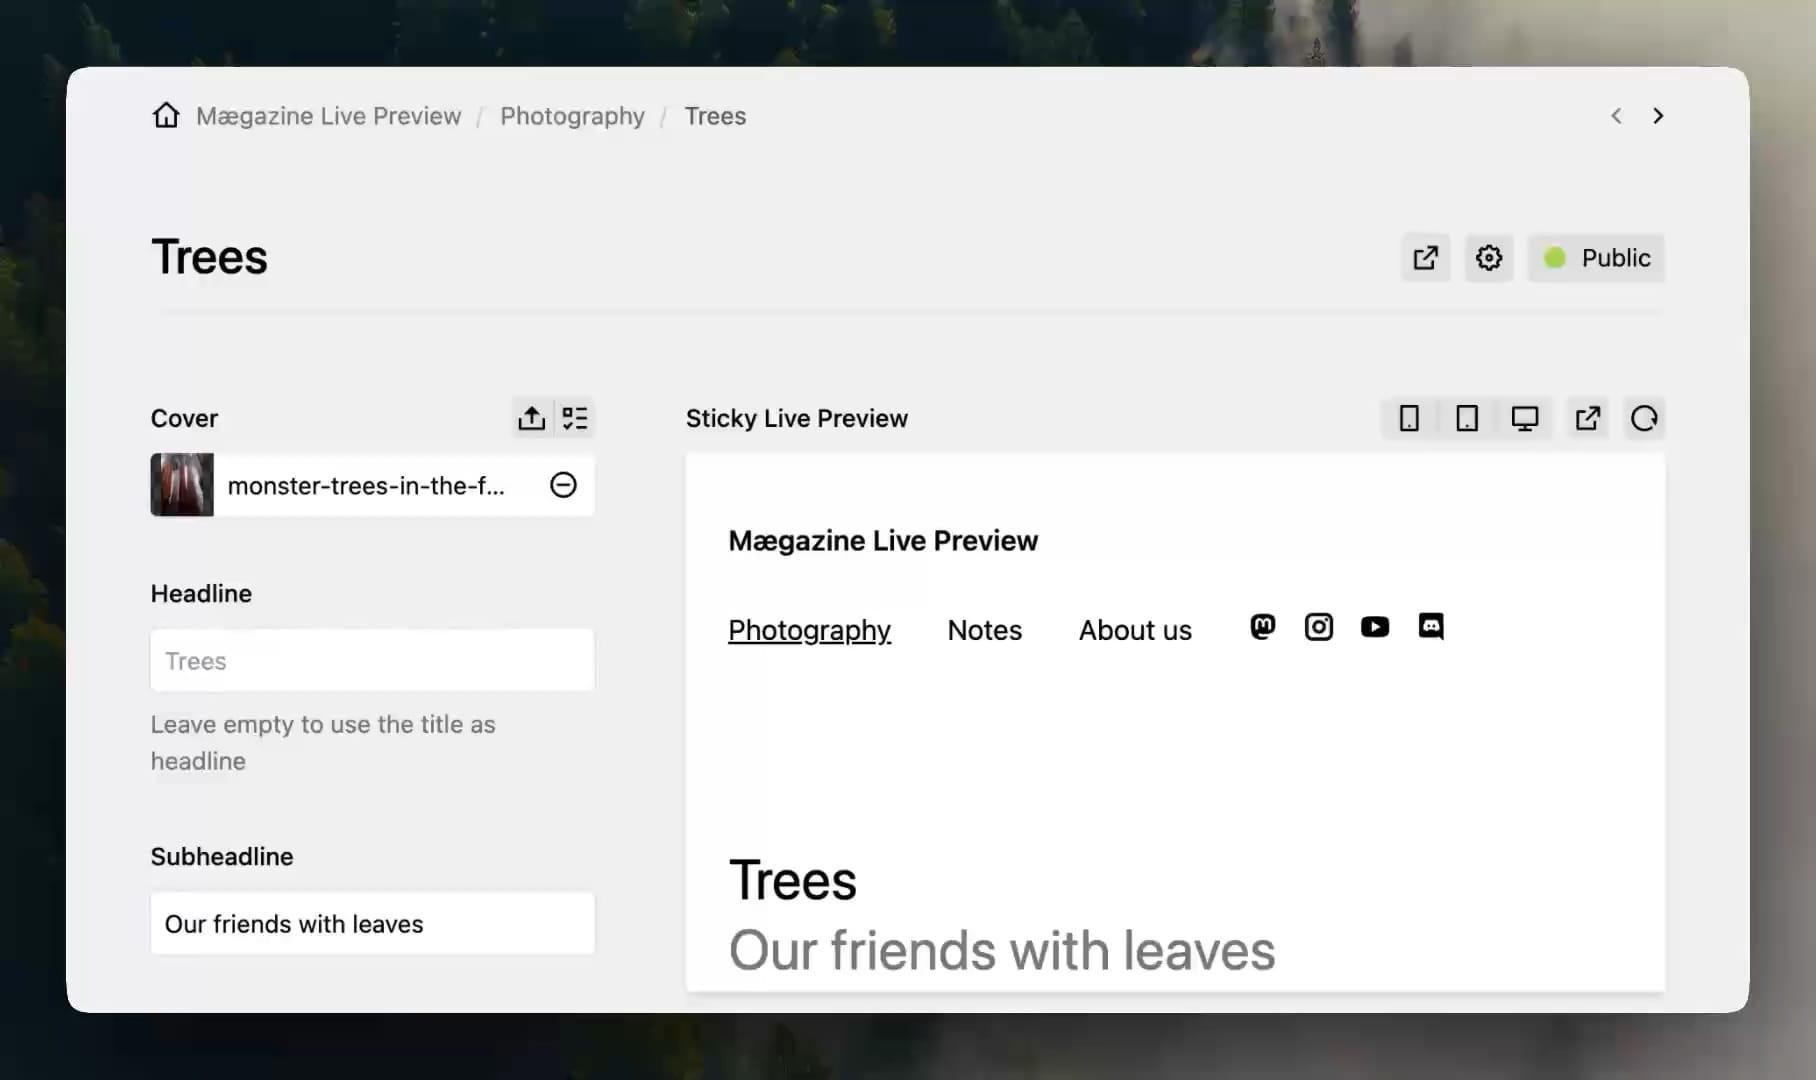 Mægazine Live Preview / Photography / Trees
Trees
Public
Cover
monster-trees-in-the-f...
Headline
Trees
Leave empty to use the title as
headline
Subheadline
Our friends with leaves
Sticky Live Preview
Mægazine Live Preview
Photography Notes About us
Trees
Our friends with leaves